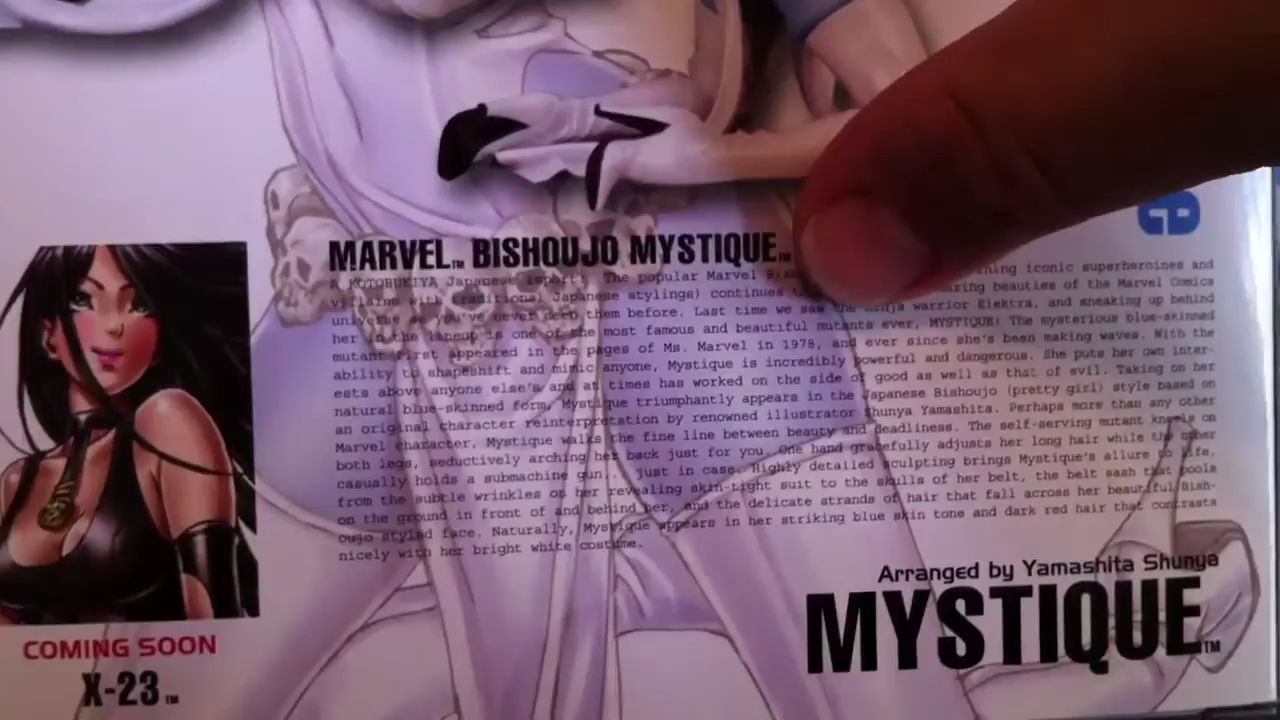 MARVEL™ BISHOUJO MYSTIQUE™
A KOTOBUKIYA Japanese import! The popular Marvel iconic superheroines and
villains with traditional Japanese stylings) continues beauties of the Marvel Comics
universe as you've never seen them before. Last time we saw the ninja warrior Elektra, and sneaking up behind
her in the lineup is one of the most famous and beautiful mutants ever, MYSTIQUE! The mysterious blue-skinned
mutant first appeared in the pages of Ms. Marvel in 1978, and ever since she's been making waves. With the
ability to shapeshift and mimic anyone, Mystique is incredibly powerful and dangerous. She puts her own inter-
ests above anyone else's and at times has worked on the side of good as well as that of evil. Taking on her
natural blue-skinned form, Mystique triumphantly appears in the Japanese Bishoujo (pretty girl) style based on
an original character reinterpretation by renowned illustrator Shunya Yamashita. Perhaps more than any other
Marvel character, Mystique walks the fine line between beauty and deadliness. The self-serving mutant kneels on
both legs, seductively arching her back just for you. One hand gracefully adjusts her long hair while the other
casually holds a submachine gun... just in case. Highly detailed sculpting brings Mystique's allure to life,
from the subtle wrinkles on her revealing skin-tight suit to the skulls of her belt, the belt sash that pools
on the ground in front of and behind her, and the delicate strands of hair that fall across her beautiful Bish-
oujo styled face. Naturally, Mystique appears in her striking blue skin tone and dark red hair that contrasts
nicely with her bright white costume.
Arranged by Yamashita Shunya
MYSTIQUE™
COMING SOON
X-23™